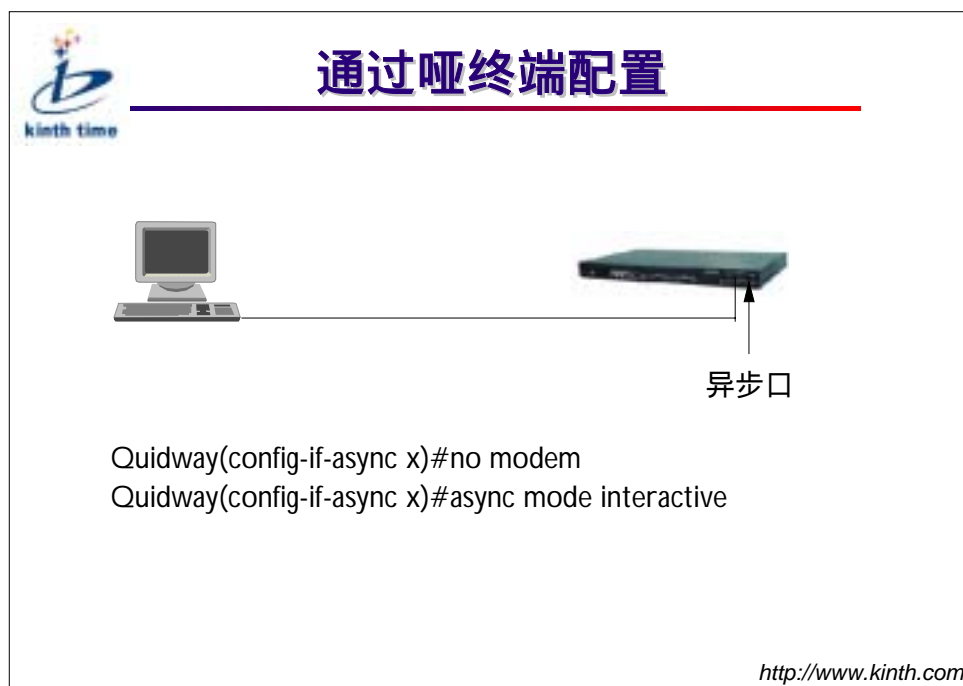 通过哑终端配置
kinth time
异步口
Quidway(config-if-async x)#no modem
Quidway(config-if-async x)#async mode interactive
http://www.kinth.com